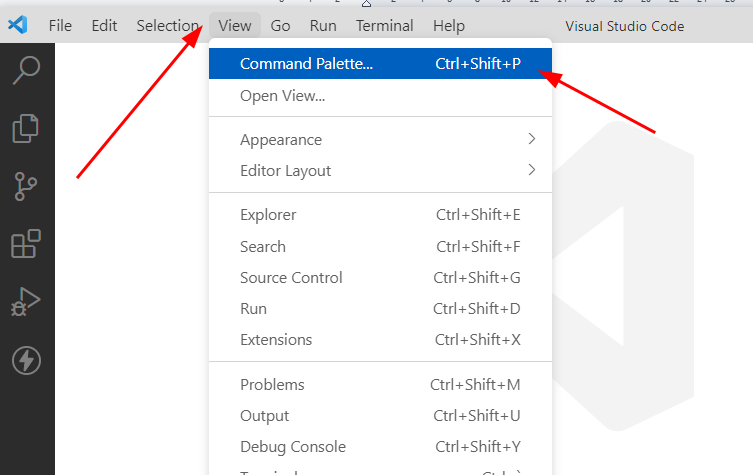 File Edit Selection View Go Run Terminal Help Visual Studio Code
Command Palette... Ctrl+Shift+P
Open View...
Appearance
Editor Layout
Explorer Ctrl+Shift+E
Search Ctrl+Shift+F
Source Control Ctrl+Shift+G
Run Ctrl+Shift+D
Extensions Ctrl+Shift+X
Problems Ctrl+Shift+M
Output Ctrl+Shift+U
Debug Console Ctrl+Shift+Y